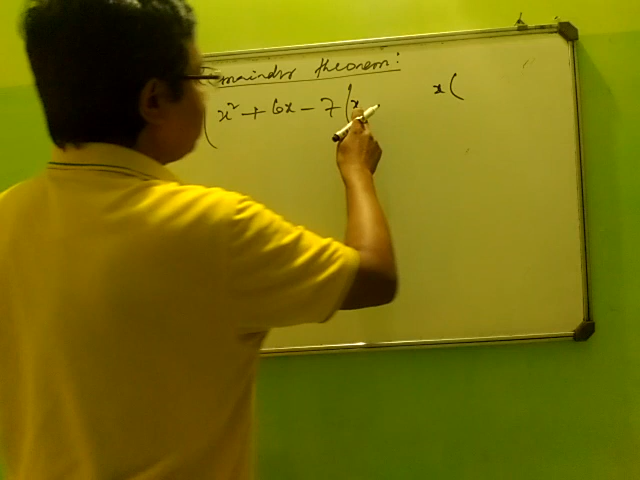 mainder theorem:
(x² + 6x - 7 (x x(